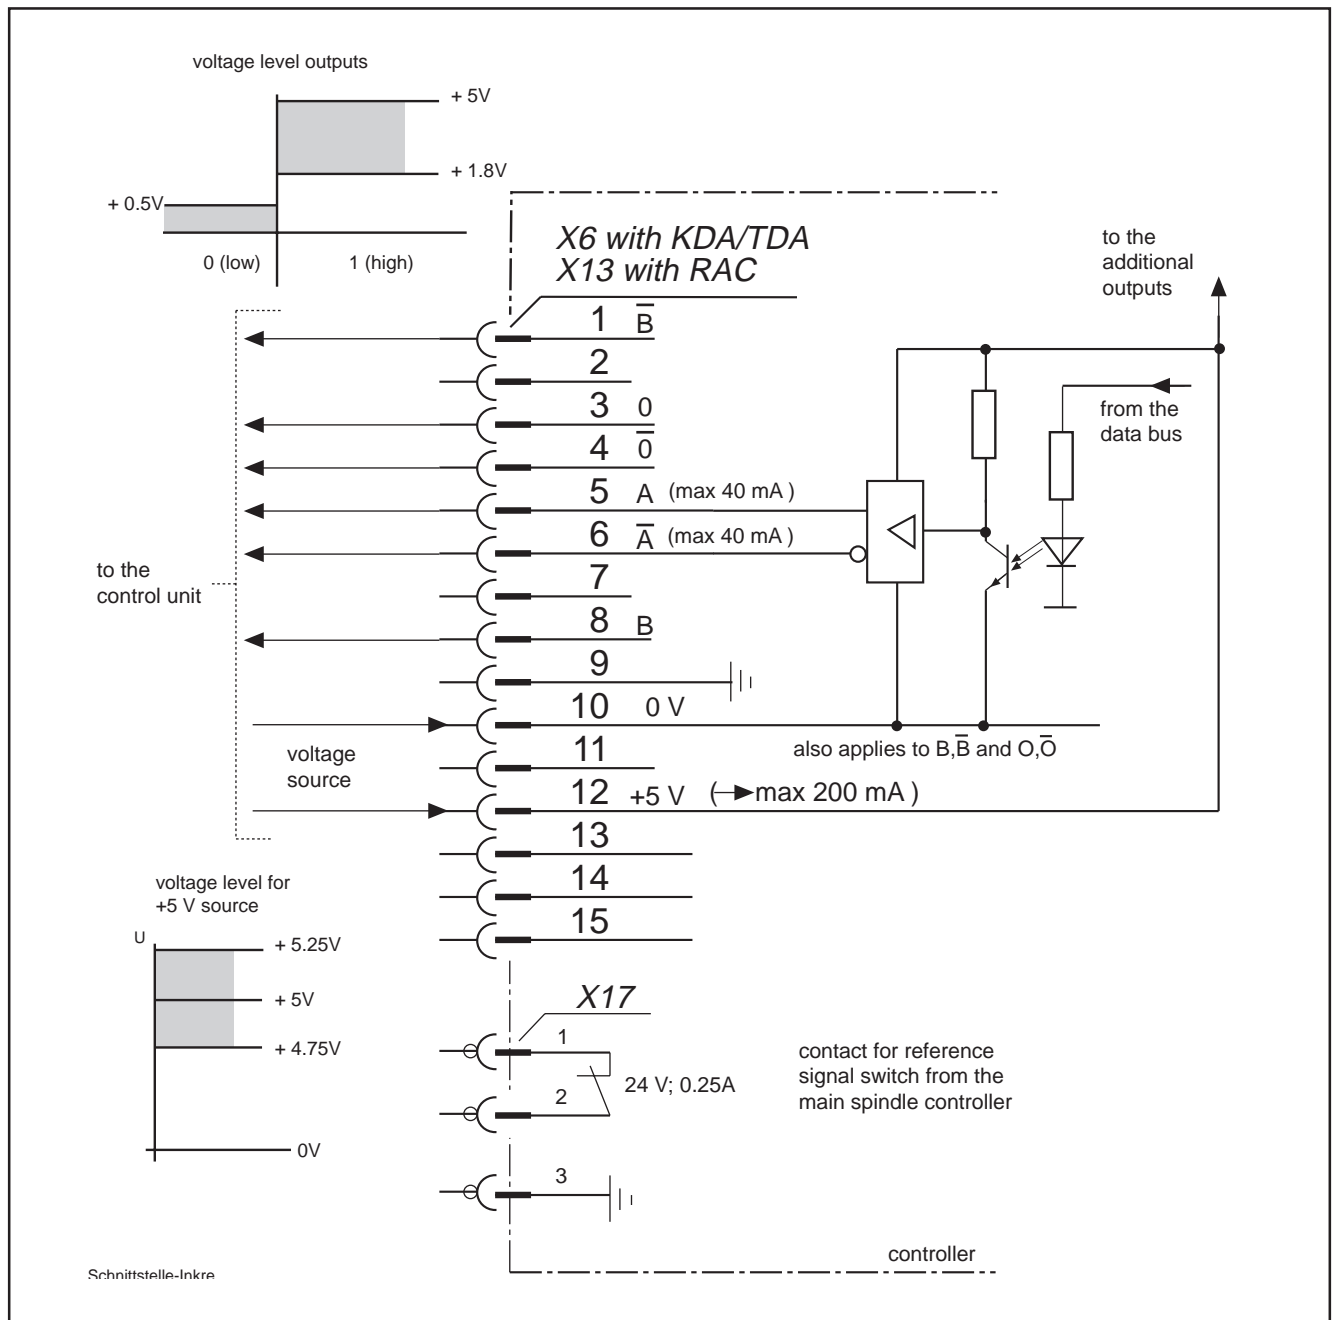 voltage level outputs
+ 5V
+ 1.8V
+ 0.5V
0 (low)
1 (high)
X6 with KDA/TDA
X13 with RAC
to the
additional
outputs
1 B̅
2
3 0
4 0̅
5 A (max 40 mA )
6 A̅ (max 40 mA )
7
8 B
9
10 0 V
11
12 +5 V ( max 200 mA )
13
14
15
from the
data bus
also applies to B,B̅ and O,O̅
to the
control unit
voltage
source
voltage level for
+5 V source
U
+ 5.25V
+ 5V
+ 4.75V
0V
X17
1
2
24 V; 0.25A
3
contact for reference
signal switch from the
main spindle controller
controller
Schnittstelle-Inkre